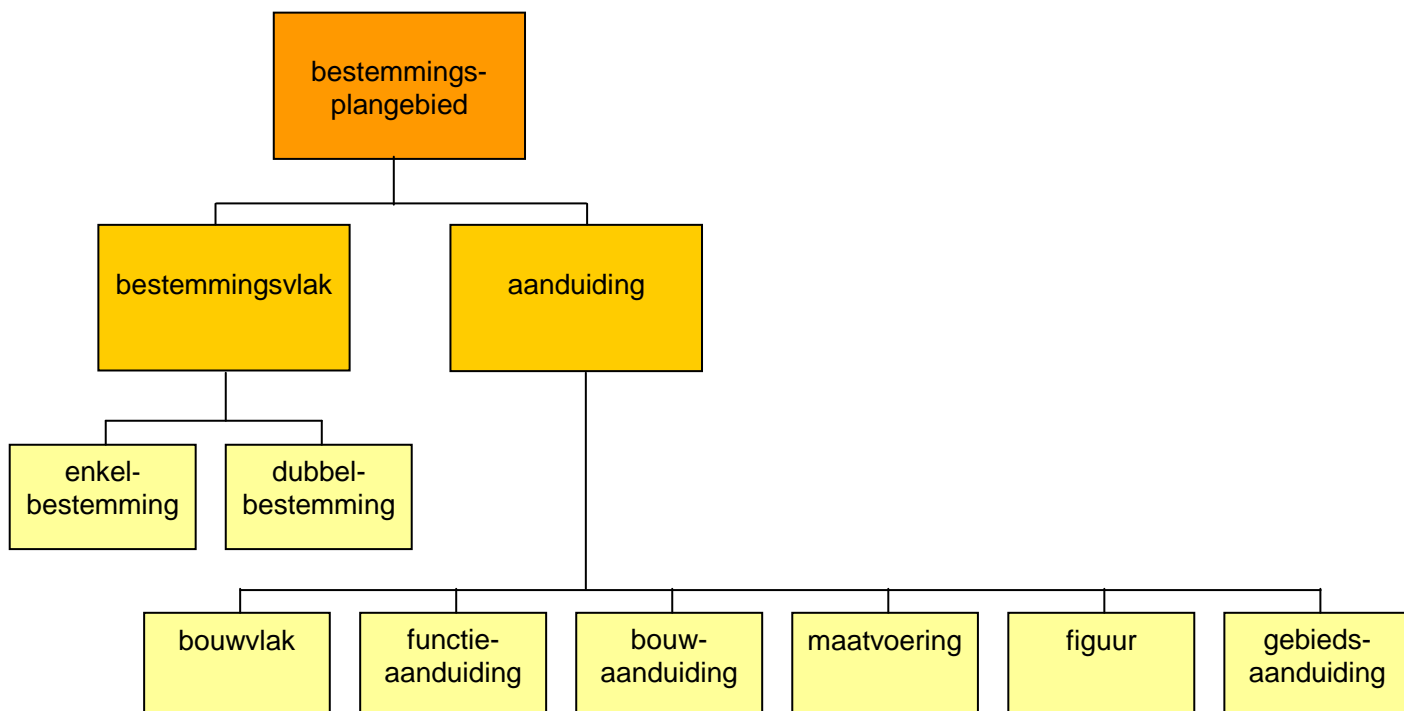 bestemmings-
plangebied
bestemmingsvlak
aanduiding
enkel-
bestemming
dubbel-
bestemming
bouwvlak
functie-
aanduiding
bouw-
aanduiding
maatvoering
figuur
gebieds-
aanduiding